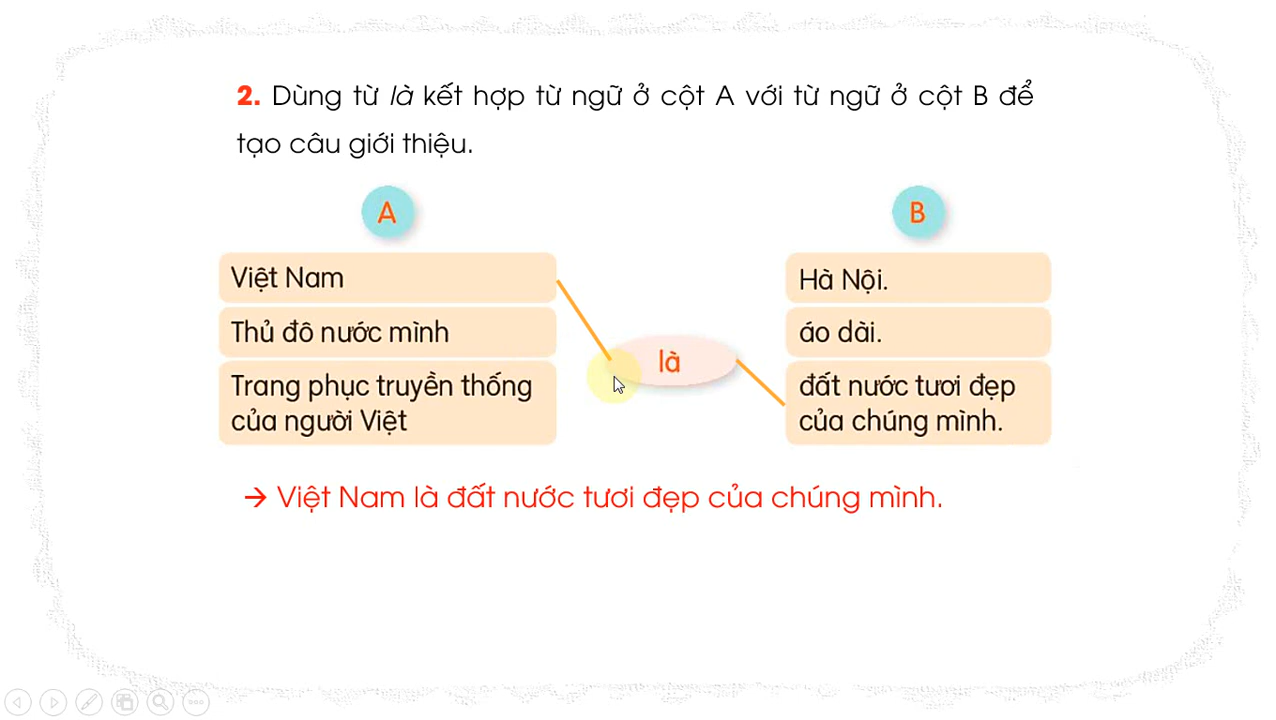 2. Dùng từ là kết hợp từ ngữ ở cột A với từ ngữ ở cột B để
tạo câu giới thiệu.
A
B
Việt Nam
Thủ đô nước mình
Trang phục truyền thống
của người Việt
là
Hà Nội.
áo dài.
đất nước tươi đẹp
của chúng mình.
→ Việt Nam là đất nước tươi đẹp của chúng mình.